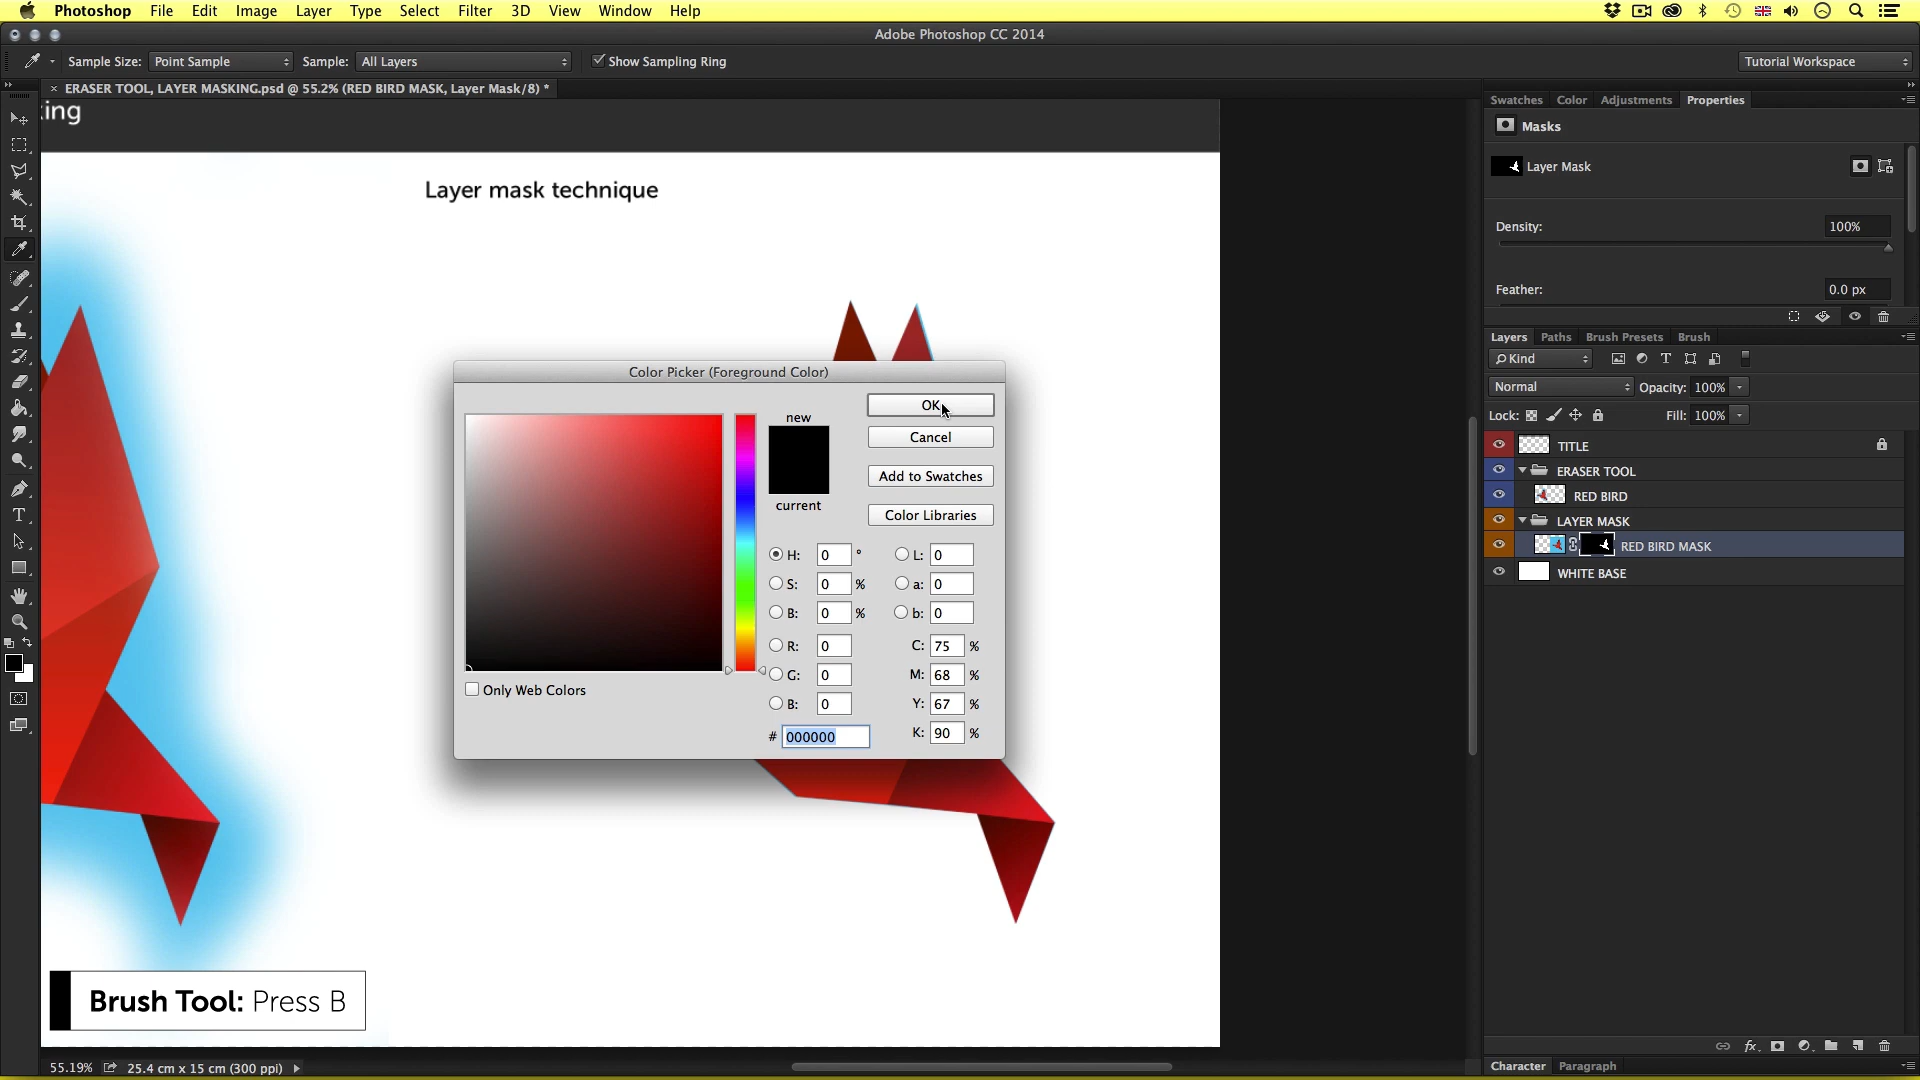 Photoshop File Edit Image Layer Type Select Filter 3D View Window Help
Adobe Photoshop CC 2014
Sample Size: Point Sample Sample: All Layers Show Sampling Ring Tutorial Workspace
× ERASER TOOL, LAYER MASKING.psd @ 55.2% (RED BIRD MASK, Layer Mask/8) *
king
Layer mask technique
Color Picker (Foreground Color)
new
current
OK
Cancel
Add to Swatches
Color Libraries
H: 0 ° L: 0
S: 0 % a: 0
B: 0 % b: 0
R: 0 C: 75 %
G: 0 M: 68 %
B: 0 Y: 67 %
# 000000 K: 90 %
Only Web Colors
Brush Tool: Press B
55.19% 25.4 cm x 15 cm (300 ppi)
Swatches Color Adjustments Properties
Masks
Layer Mask
Density: 100%
Feather: 0.0 px
Layers Paths Brush Presets Brush
Kind
Normal Opacity: 100%
Lock: Fill: 100%
TITLE
ERASER TOOL
RED BIRD
LAYER MASK
RED BIRD MASK
WHITE BASE
fx
Character Paragraph